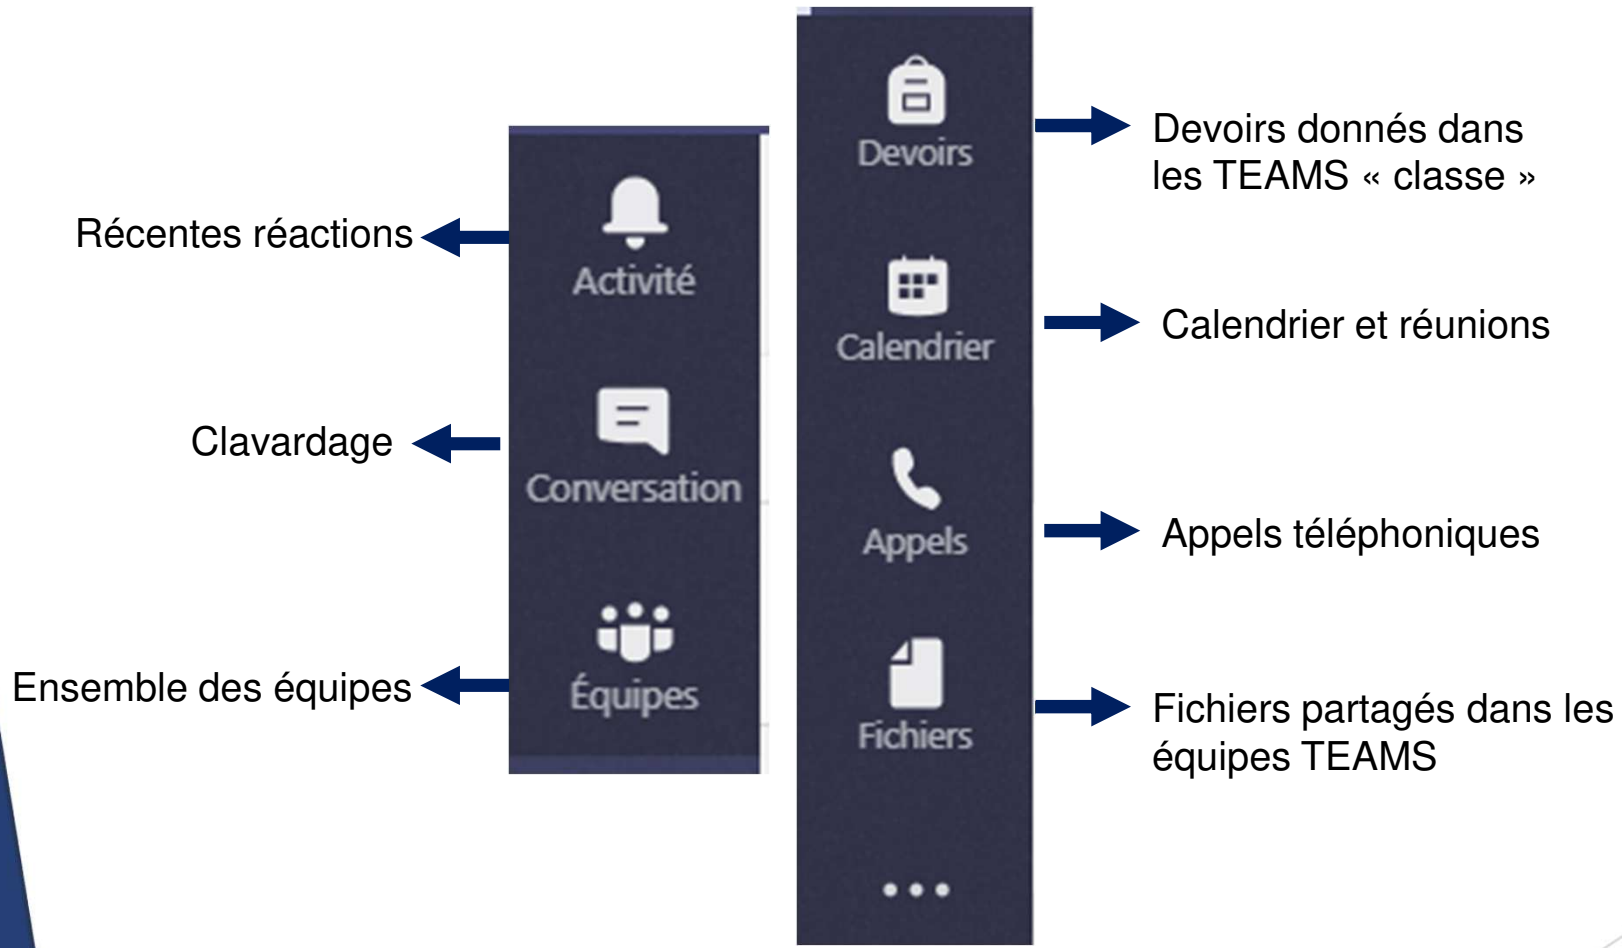 Récentes réactions
Activité
Clavardage
Conversation
Ensemble des équipes
Équipes
Devoirs
Devoirs donnés dans
les TEAMS « classe »
Calendrier
Calendrier et réunions
Appels
Appels téléphoniques
Fichiers
Fichiers partagés dans les
équipes TEAMS